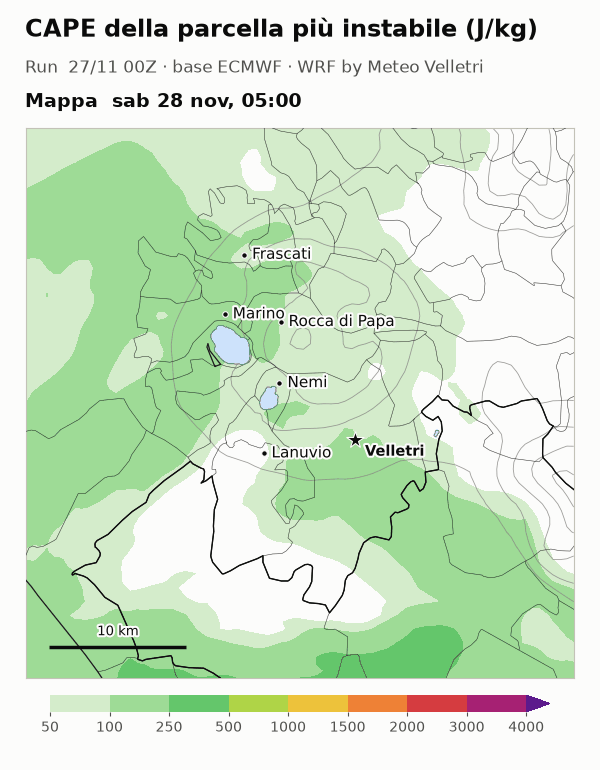 CAPE della parcella più instabile (J/kg)
Run  27/11 00Z · base ECMWF · WRF by Meteo Velletri
Mappa  sab 28 nov, 05:00
Frascati
Marino
Rocca di Papa
Nemi
Velletri
Lanuvio
10 km
50 100 250 500 1000 1500 2000 3000 4000